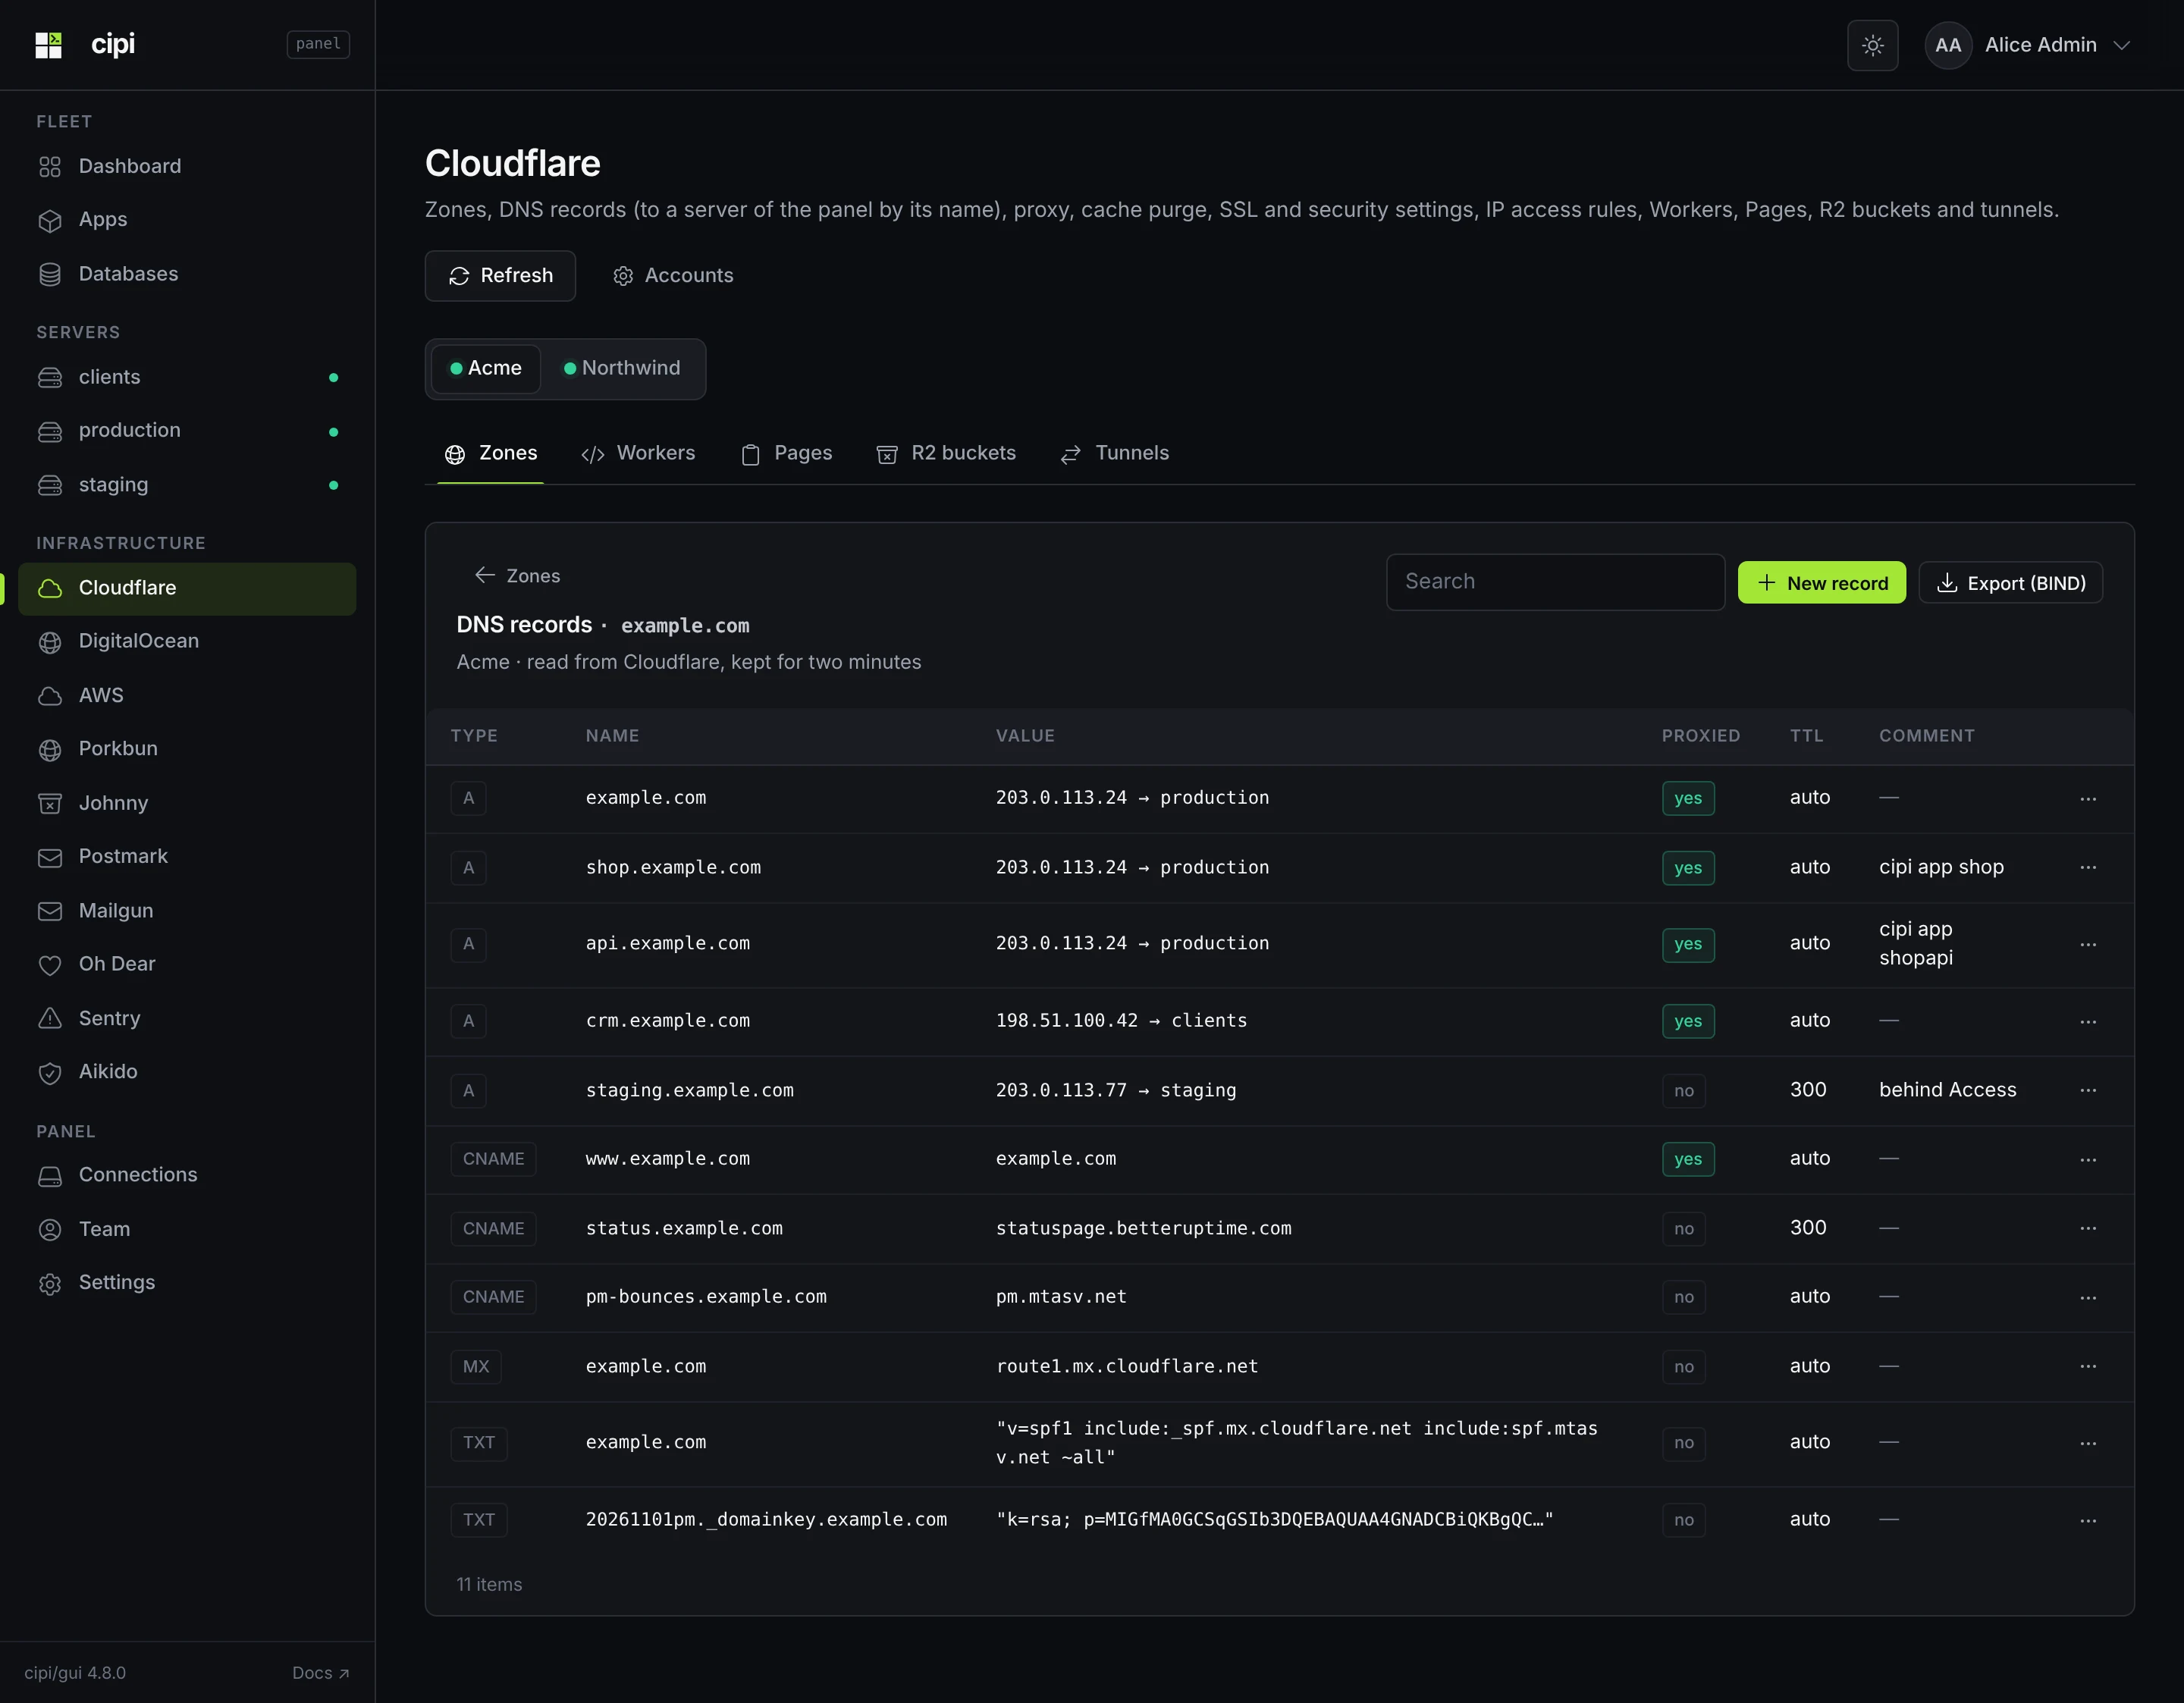 cipi
panel
AA
Alice Admin
FLEET
Dashboard
Apps
Databases
SERVERS
clients
production
staging
INFRASTRUCTURE
Cloudflare
DigitalOcean
AWS
Porkbun
Johnny
Postmark
Mailgun
Oh Dear
Sentry
Aikido
PANEL
Connections
Team
Settings
cipi/gui 4.8.0
Docs ↗
Cloudflare
Zones, DNS records (to a server of the panel by its name), proxy, cache purge, SSL and security settings, IP access rules, Workers, Pages, R2 buckets and tunnels.
Refresh
Accounts
Acme
Northwind
Zones
Workers
Pages
R2 buckets
Tunnels
← Zones
DNS records · example.com
Acme · read from Cloudflare, kept for two minutes
Search
+ New record
Export (BIND)
TYPE NAME VALUE PROXIED TTL COMMENT
A example.com 203.0.113.24 → production yes auto — ...
A shop.example.com 203.0.113.24 → production yes auto cipi app shop ...
A api.example.com 203.0.113.24 → production yes auto cipi app
shopapi ...
A crm.example.com 198.51.100.42 → clients yes auto — ...
A staging.example.com 203.0.113.77 → staging no 300 behind Access ...
CNAME www.example.com example.com yes auto — ...
CNAME status.example.com statuspage.betteruptime.com no 300 — ...
CNAME pm-bounces.example.com pm.mtasv.net no auto — ...
MX example.com route1.mx.cloudflare.net no auto — ...
TXT example.com "v=spf1 include:_spf.mx.cloudflare.net include:spf.mtas
v.net ~all" no auto — ...
TXT 20261101pm._domainkey.example.com "k=rsa; p=MIGfMA0GCSqGSIb3DQEBAQUAA4GNADCBiQKBgQC…" no auto — ...
11 items